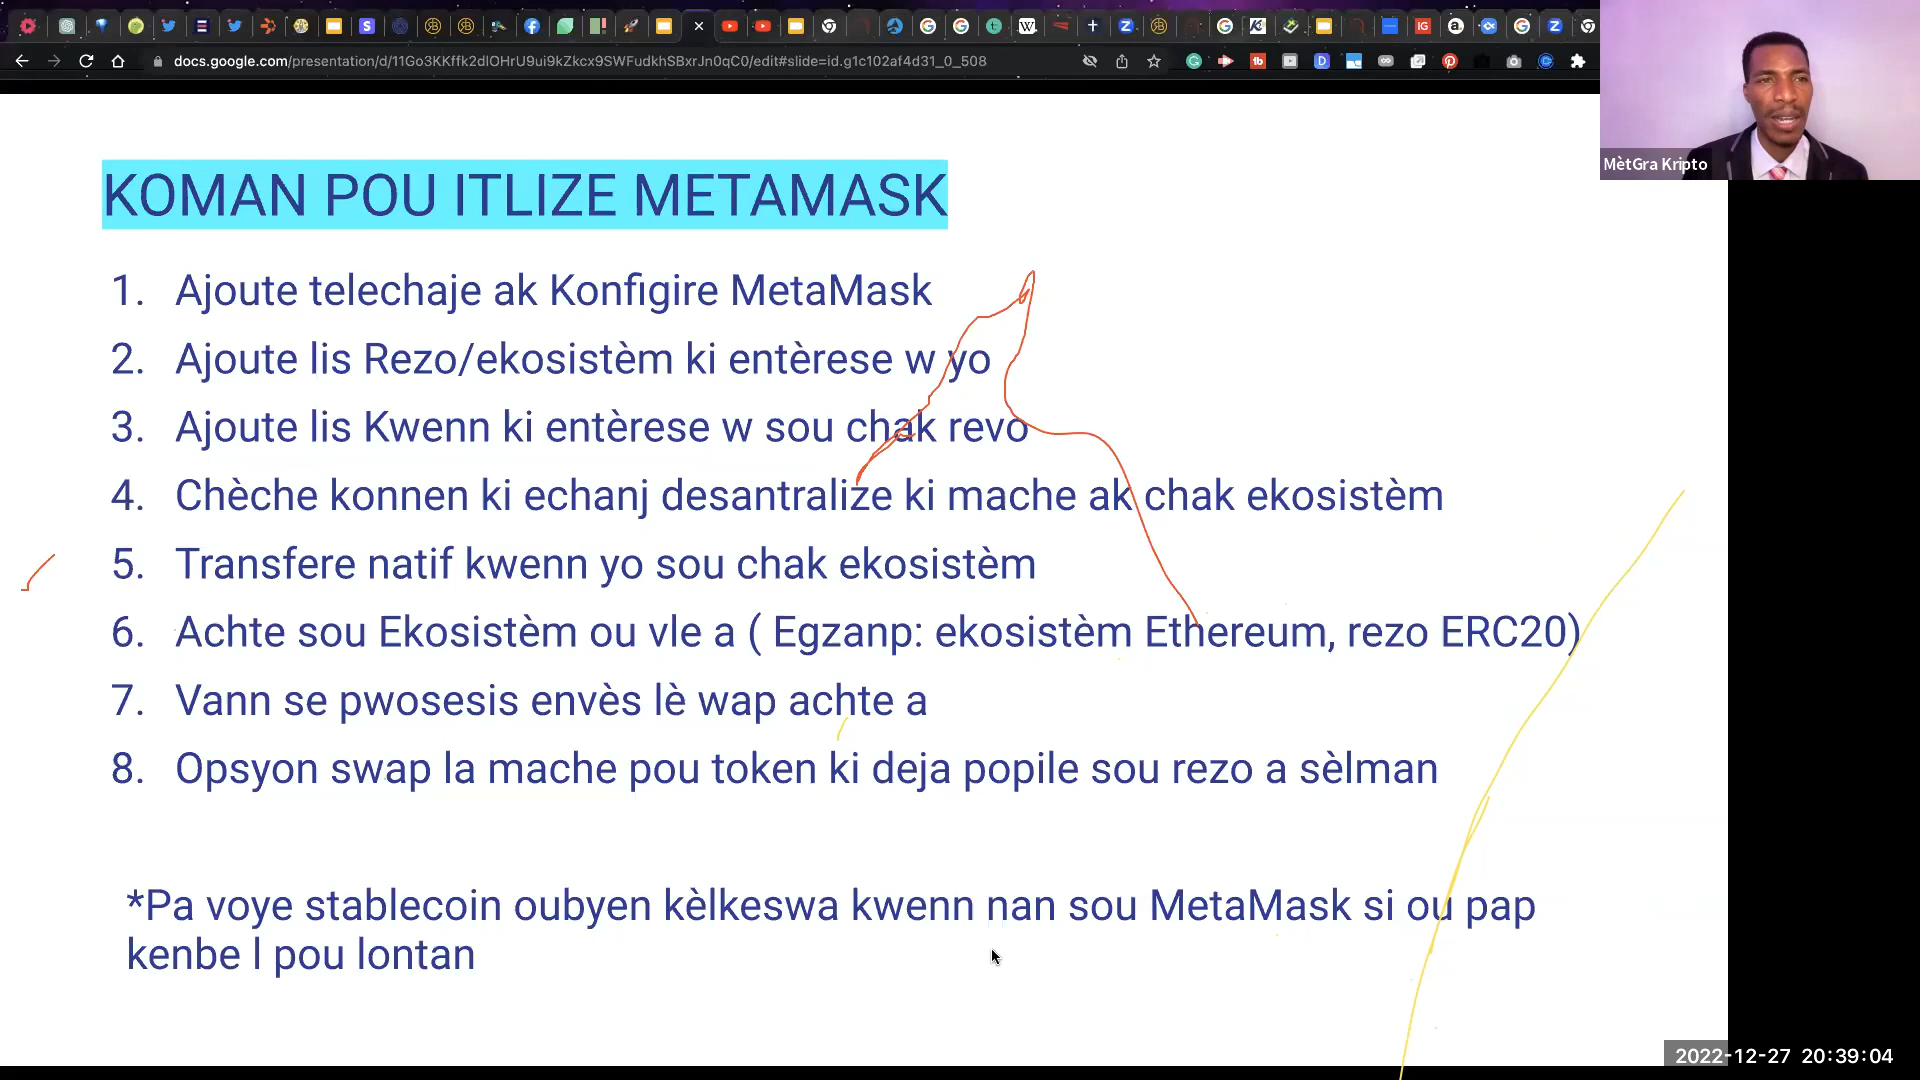 docs.google.com/presentation/d/11Go3KKffk2dlOHrU9ui9kZkcx9SWFudkhSBxrJn0qC0/edit#slide=id.g1c102af4d31_0_508
MètGra Kripto
KOMAN POU ITLIZE METAMASK
1. Ajoute telechaje ak Konfigire MetaMask
2. Ajoute lis Rezo/ekosistèm ki entèrese w yo
3. Ajoute lis Kwenn ki entèrese w sou chak revo
4. Chèche konnen ki echanj desantralize ki mache ak chak ekosistèm
5. Transfere natif kwenn yo sou chak ekosistèm
6. Achte sou Ekosistèm ou vle a ( Egzanp: ekosistèm Ethereum, rezo ERC20)
7. Vann se pwosesis envès lè wap achte a
8. Opsyon swap la mache pou token ki deja popile sou rezo a sèlman
*Pa voye stablecoin oubyen kèlkeswa kwenn nan sou MetaMask si ou pap
kenbe l pou lontan
2022-12-27 20:39:04